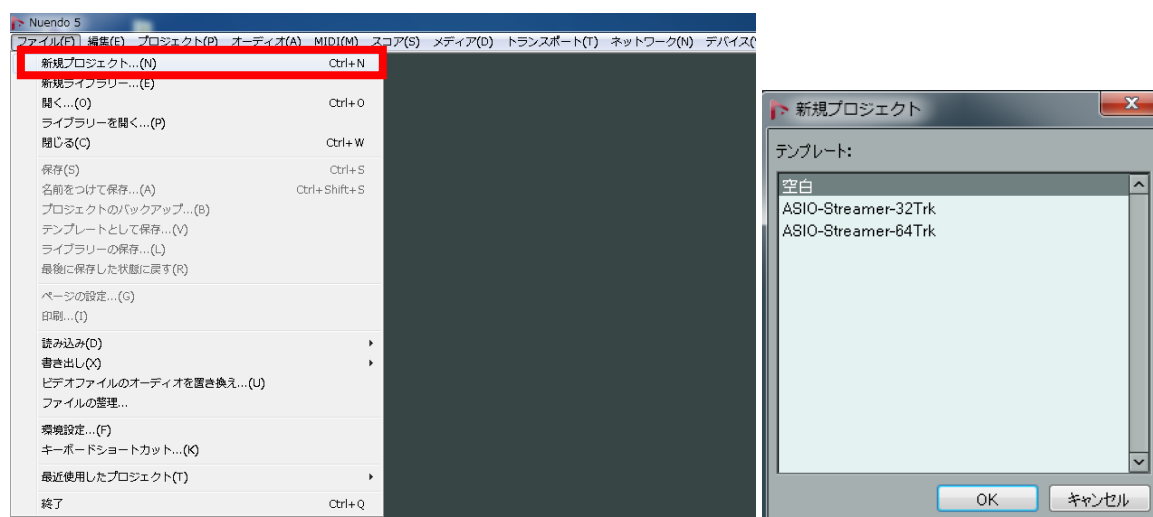 Nuendo 5
ファイル(F) 編集(E) プロジェクト(P) オーディオ(A) MIDI(M) スコア(S) メディア(D) トランスポート(T) ネットワーク(N) デバイス(
新規プロジェクト...(N) Ctrl+N
新規ライブラリー...(E)
開く...(O) Ctrl+O
ライブラリーを開く...(P)
閉じる(C) Ctrl+W
保存(S) Ctrl+S
名前をつけて保存...(A) Ctrl+Shift+S
プロジェクトのバックアップ...(B)
テンプレートとして保存...(V)
ライブラリーの保存...(L)
最後に保存した状態に戻す(R)
ページの設定...(G)
印刷...(I)
読み込み(D)
書き出し(X)
ビデオファイルのオーディオを置き換え...(U)
ファイルの整理...
環境設定...(F)
キーボードショートカット...(K)
最近使用したプロジェクト(T)
終了 Ctrl+Q
新規プロジェクト
テンプレート:
空白
ASIO-Streamer-32Trk
ASIO-Streamer-64Trk
OK キャンセル